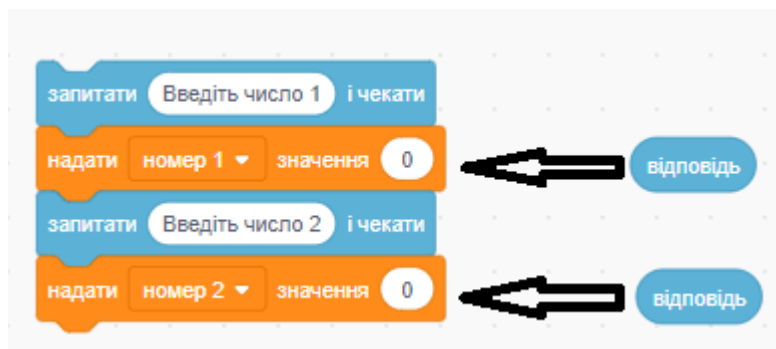 запитати Введіть число 1 і чекати
надати номер 1 значення 0 відповідь
запитати Введіть число 2 і чекати
надати номер 2 значення 0 відповідь